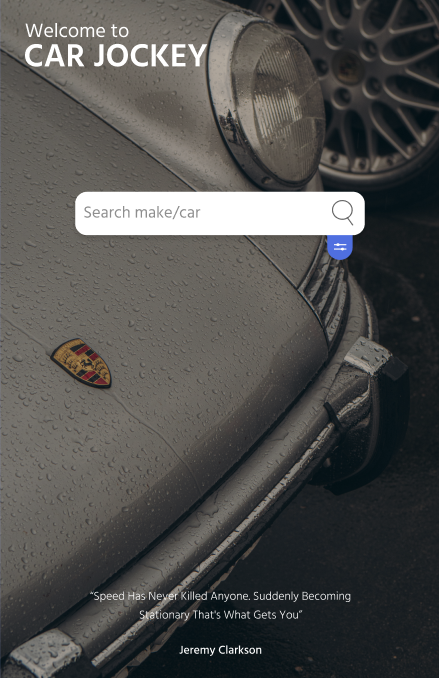 Welcome to
CAR JOCKEY
Search make/car
“Speed Has Never Killed Anyone. Suddenly Becoming
Stationary That's What Gets You”
Jeremy Clarkson